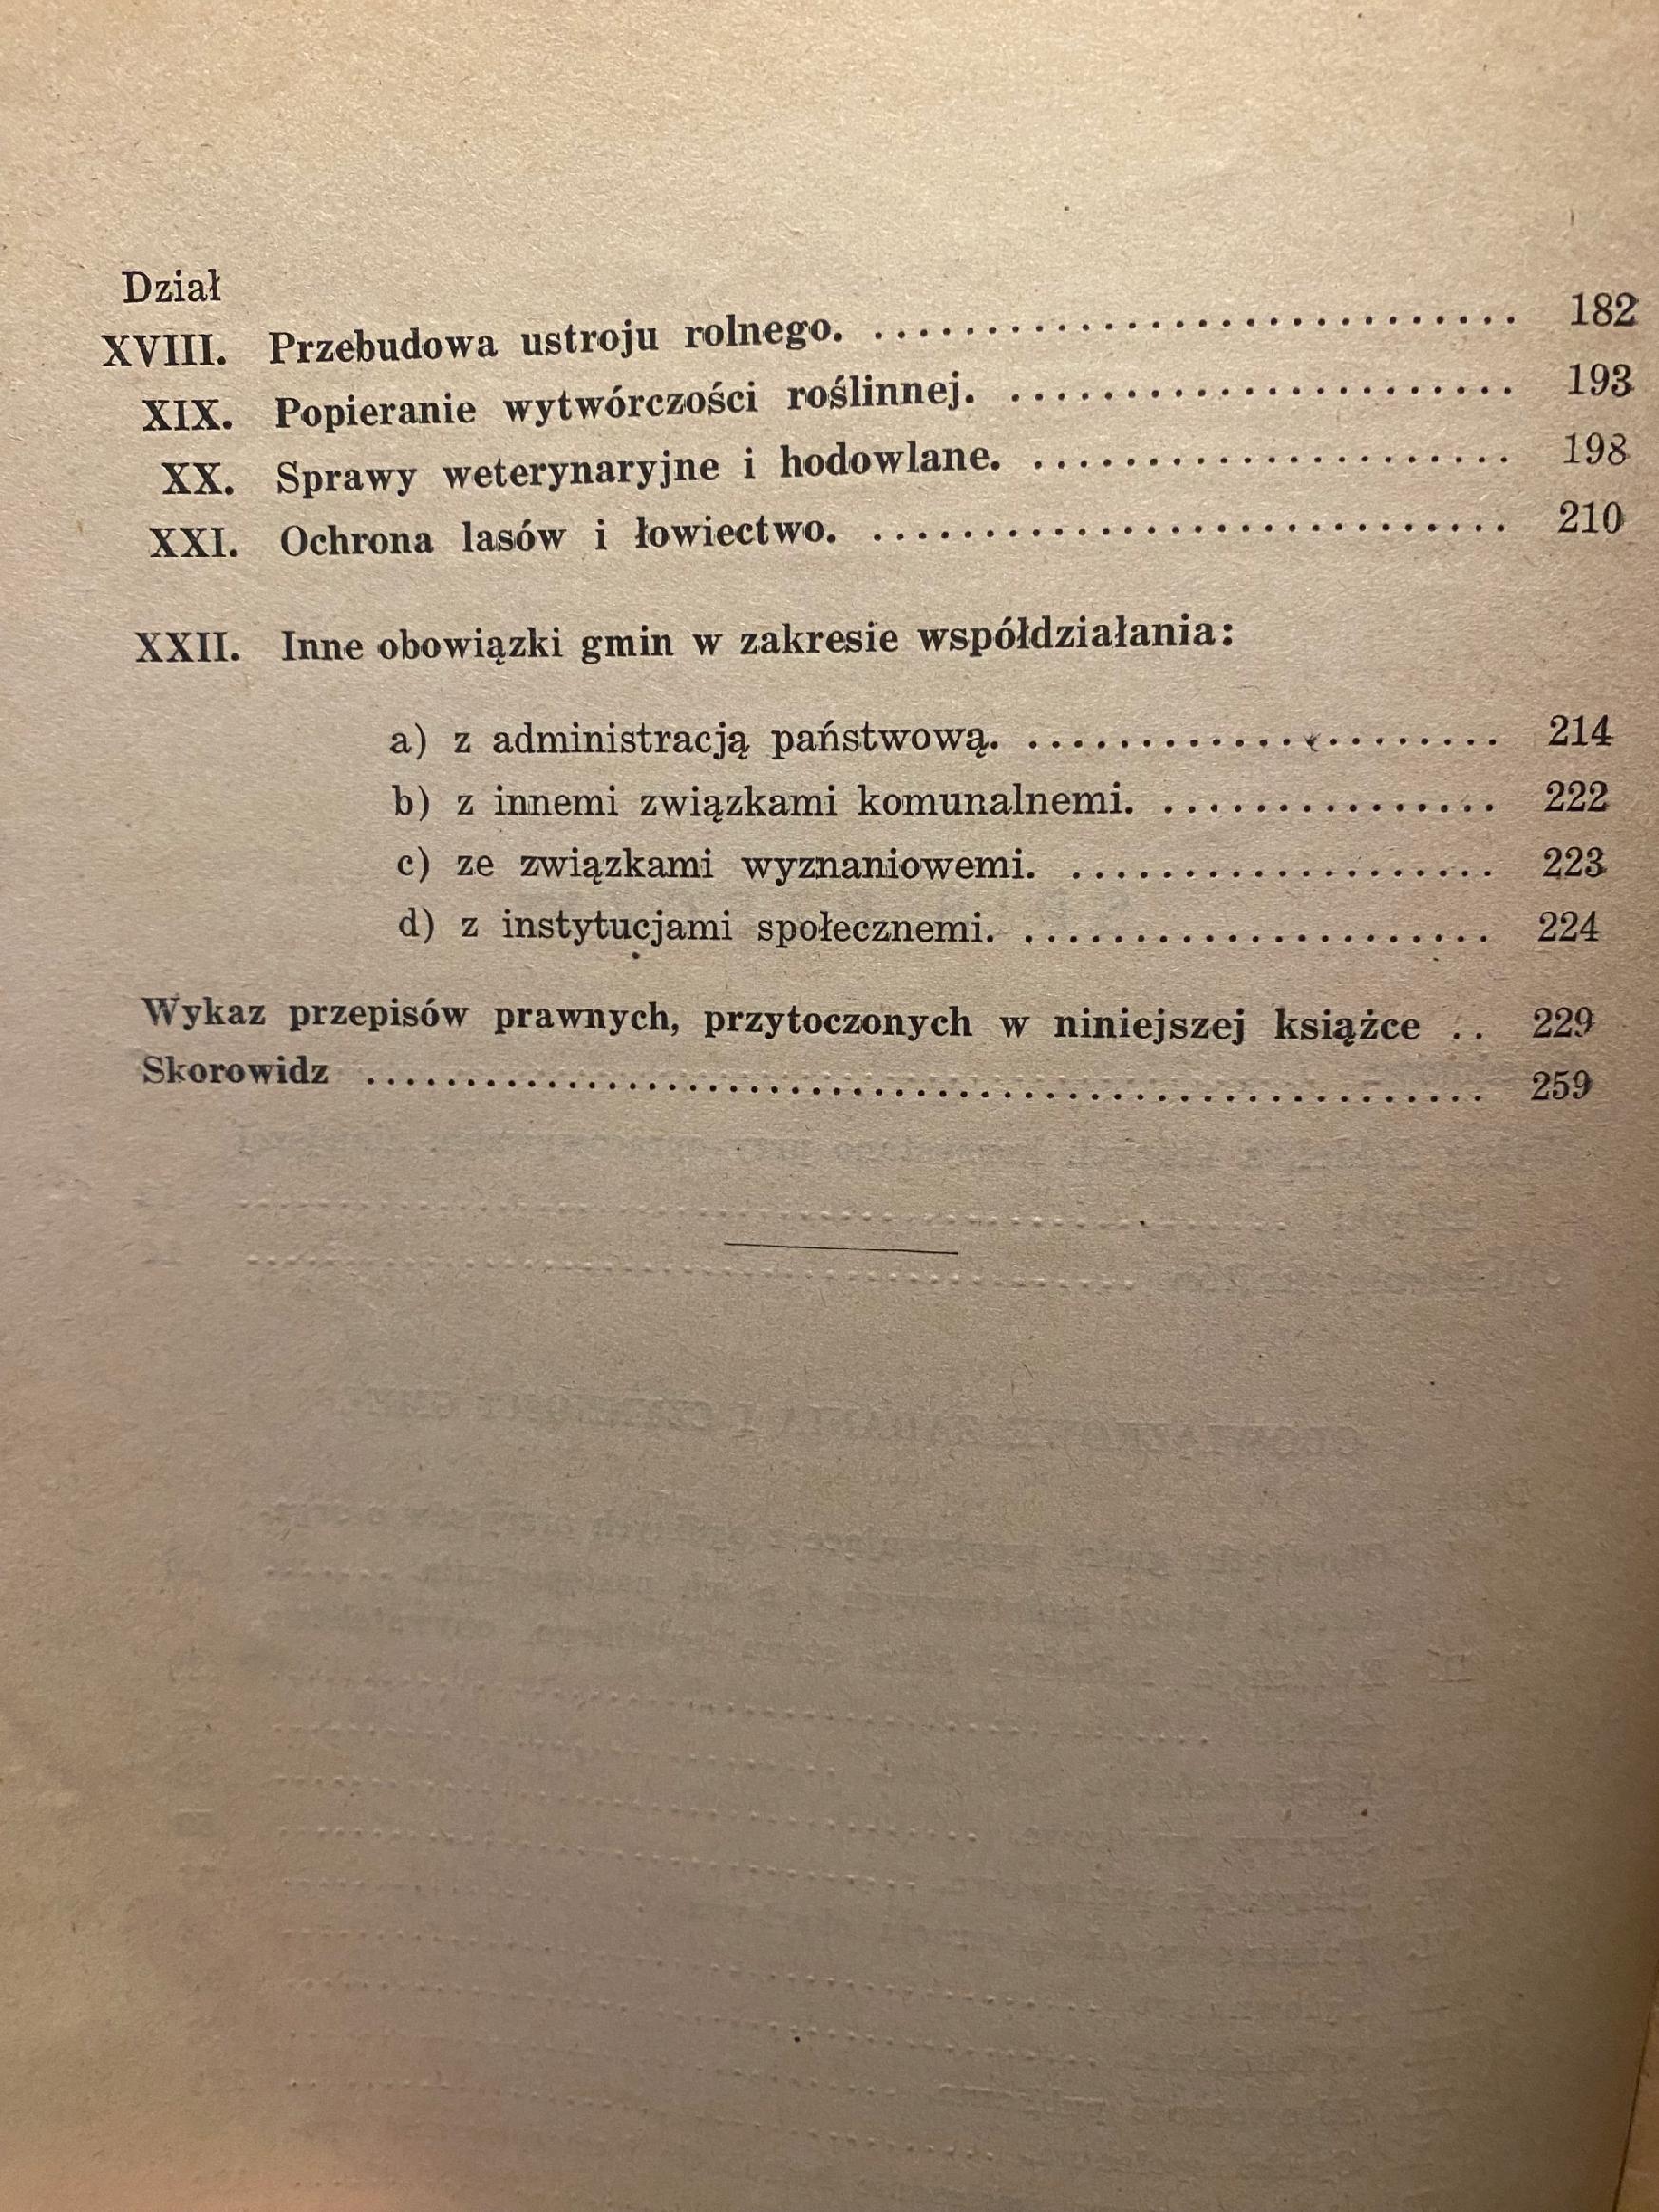 Dział
XVIII. Przebudowa ustroju rolnego. .............................. 182
XIX. Popieranie wytwórczości roślinnej. ........................ 193
XX. Sprawy weterynaryjne i hodowlane. ....................... 198
XXI. Ochrona lasów i łowiectwo. .............................. 210
XXII. Inne obowiązki gmin w zakresie współdziałania:
a) z administracją państwową. ...................... 214
b) z innemi związkami komunalnemi. ............... 222
c) ze związkami wyznaniowemi. .................... 223
d) z instytucjami społecznemi. ...................... 224
Wykaz przepisów prawnych, przytoczonych w niniejszej książce .. 229
Skorowidz .................................................... 259